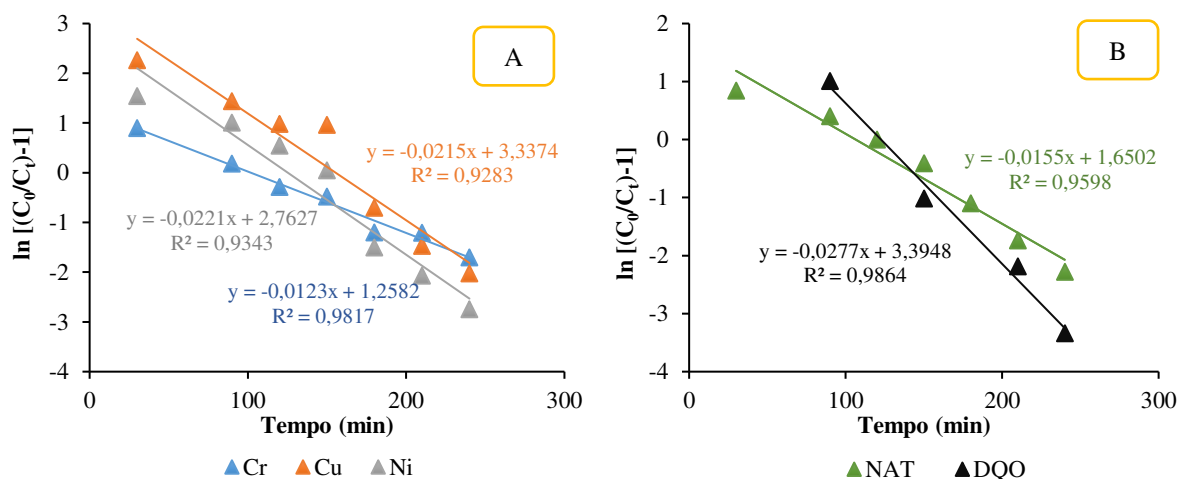 A
ln [(C₀/Cₜ)-1]
3
2
1
0
-1
-2
-3
-4
y = -0,0215x + 3,3374
R² = 0,9283
y = -0,0221x + 2,7627
R² = 0,9343
y = -0,0123x + 1,2582
R² = 0,9817
0 100 200 300
Tempo (min)
Cr Cu Ni
B
ln [(C₀/Cₜ)-1]
2
1
0
-1
-2
-3
-4
y = -0,0155x + 1,6502
R² = 0,9598
y = -0,0277x + 3,3948
R² = 0,9864
0 100 200 300
Tempo (min)
NAT DQO